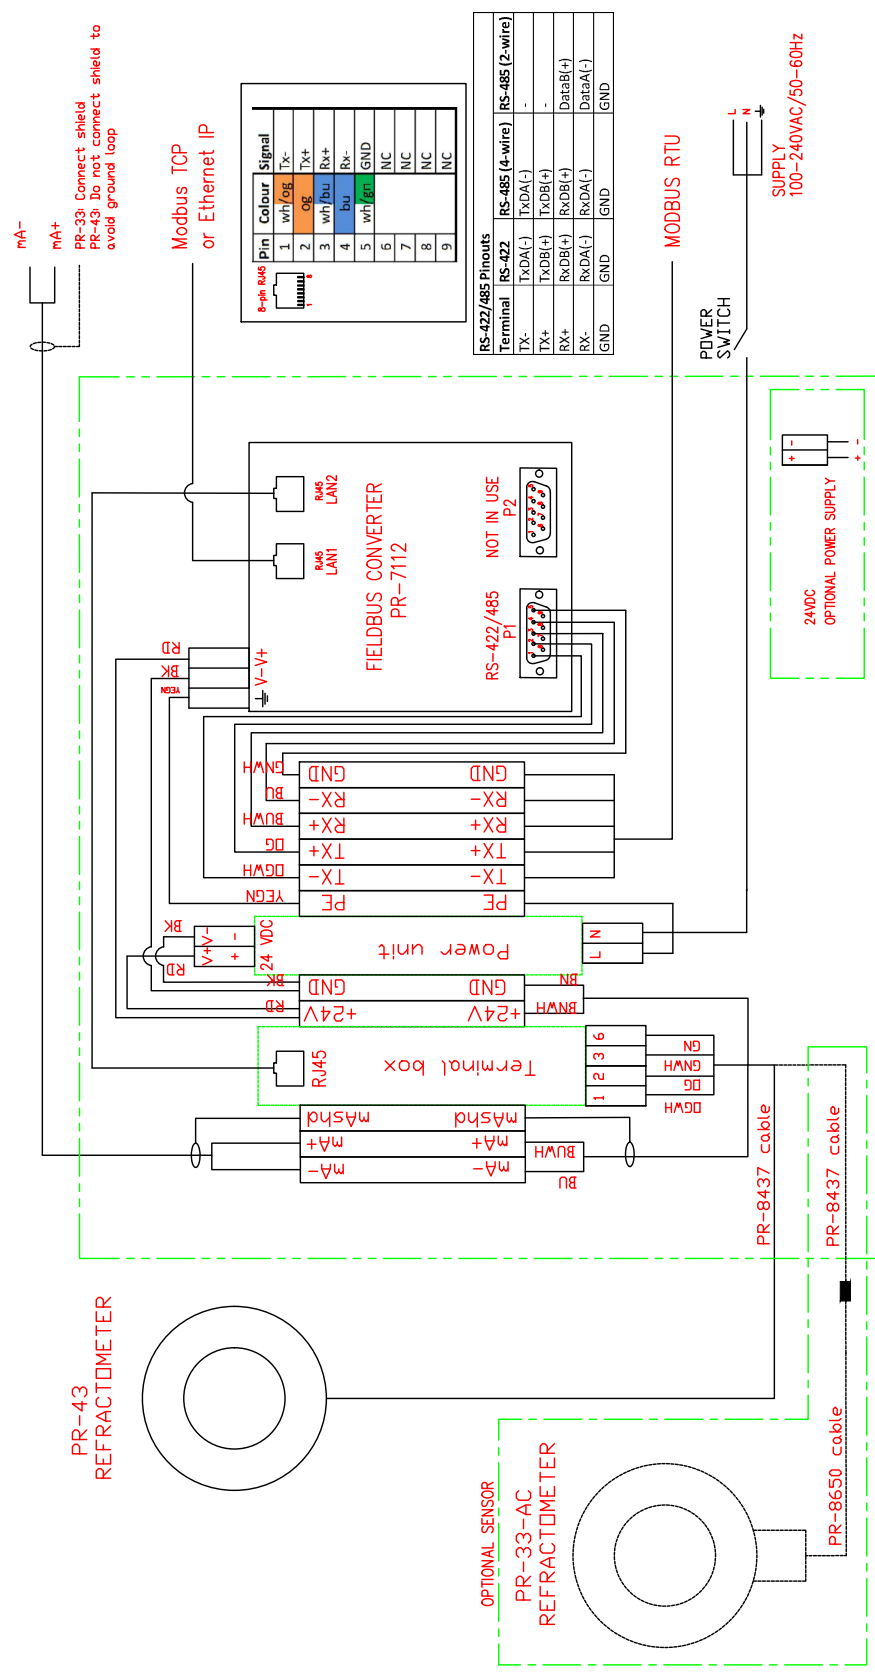 PR-43
REFRACTOMETER
OPTIONAL SENSOR
PR-33-AC
REFRACTOMETER
PR-8650 cable
PR-8437 cable
PR-8437 cable
mA-
mA+
PR-33: Connect shield
PR-43: Do not connect shield to
avoid ground loop
mA- mA-
mA+ mA+
mAshd mAshd
BU
BUWH
Terminal box
RJ45
1 2 3 6
OGWH
OG
GNWH
GN
+24V +24V
GND GND
RD
BK
BNWH
BN
Power unit
24 VDC
+ -
V+ V-
RD
BK
L N
PE PE
TX- TX-
TX+ TX+
RX+ RX+
RX- RX-
GND GND
YEGN
OGWH
OG
BUWH
BU
GNWH
YEGN
BK
RD
V- V+
FIELDBUS CONVERTER
PR-7112
RJ45
LAN1
RJ45
LAN2
RS-422/485
P1
NOT IN USE
P2
Modbus TCP
or Ethernet IP
8-pin RJ45
1 8
Pin Colour Signal
1 wh/og Tx-
2 og Tx+
3 wh/bu Rx+
4 bu Rx-
5 wh/gn GND
6 NC
7 NC
8 NC
9 NC
RS-422/485 Pinouts
Terminal RS-422 RS-485 (4-wire) RS-485 (2-wire)
TX- TxDA(-) TxDA(-) -
TX+ TxDB(+) TxDB(+) -
RX+ RxDB(+) RxDB(+) DataB(+)
RX- RxDA(-) RxDA(-) DataA(-)
GND GND GND GND
MODBUS RTU
POWER
SWITCH
L
N
SUPPLY
100-240VAC/50-60Hz
24VDC
OPTIONAL POWER SUPPLY
+ -
+ -